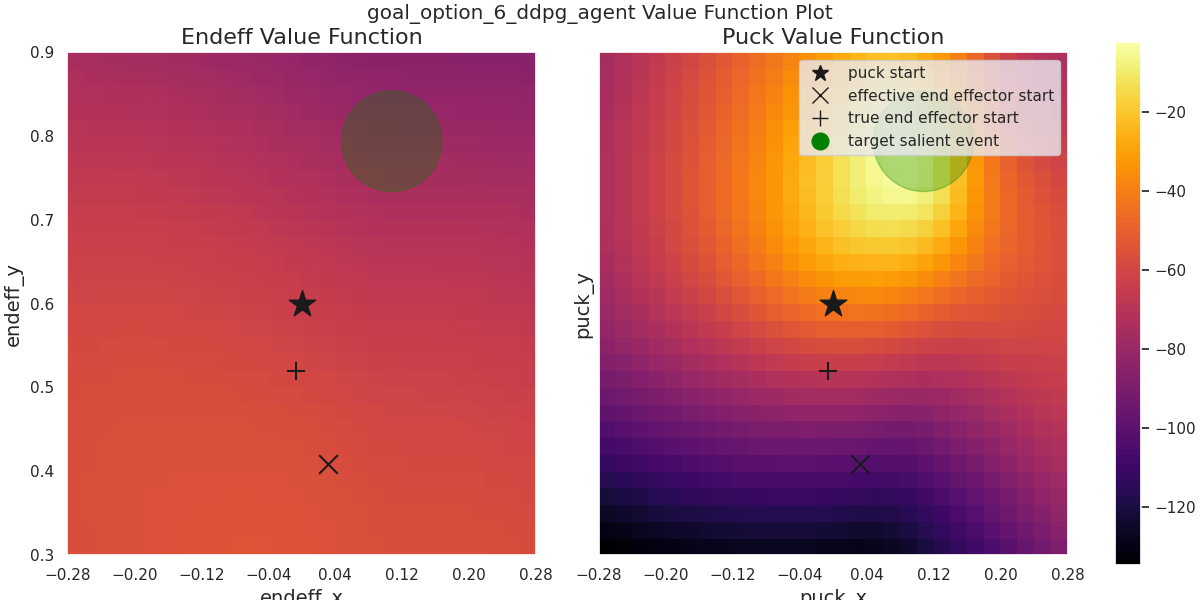 goal_option_6_ddpg_agent Value Function Plot
Endeff Value Function
0.9
0.8
0.7
0.6
0.5
0.4
0.3
endeff_y
−0.28 −0.20 −0.12 −0.04 0.04 0.12 0.20 0.28
endeff_x
Puck Value Function
puck start
effective end effector start
true end effector start
target salient event
puck_y
−0.28 −0.20 −0.12 −0.04 0.04 0.12 0.20 0.28
puck_x
−20
−40
−60
−80
−100
−120